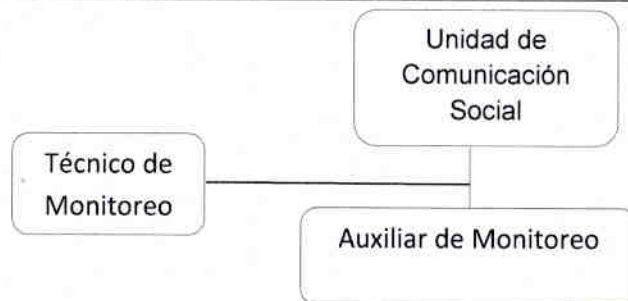 Unidad de
Comunicación
Social
Técnico de
Monitoreo
Auxiliar de Monitoreo